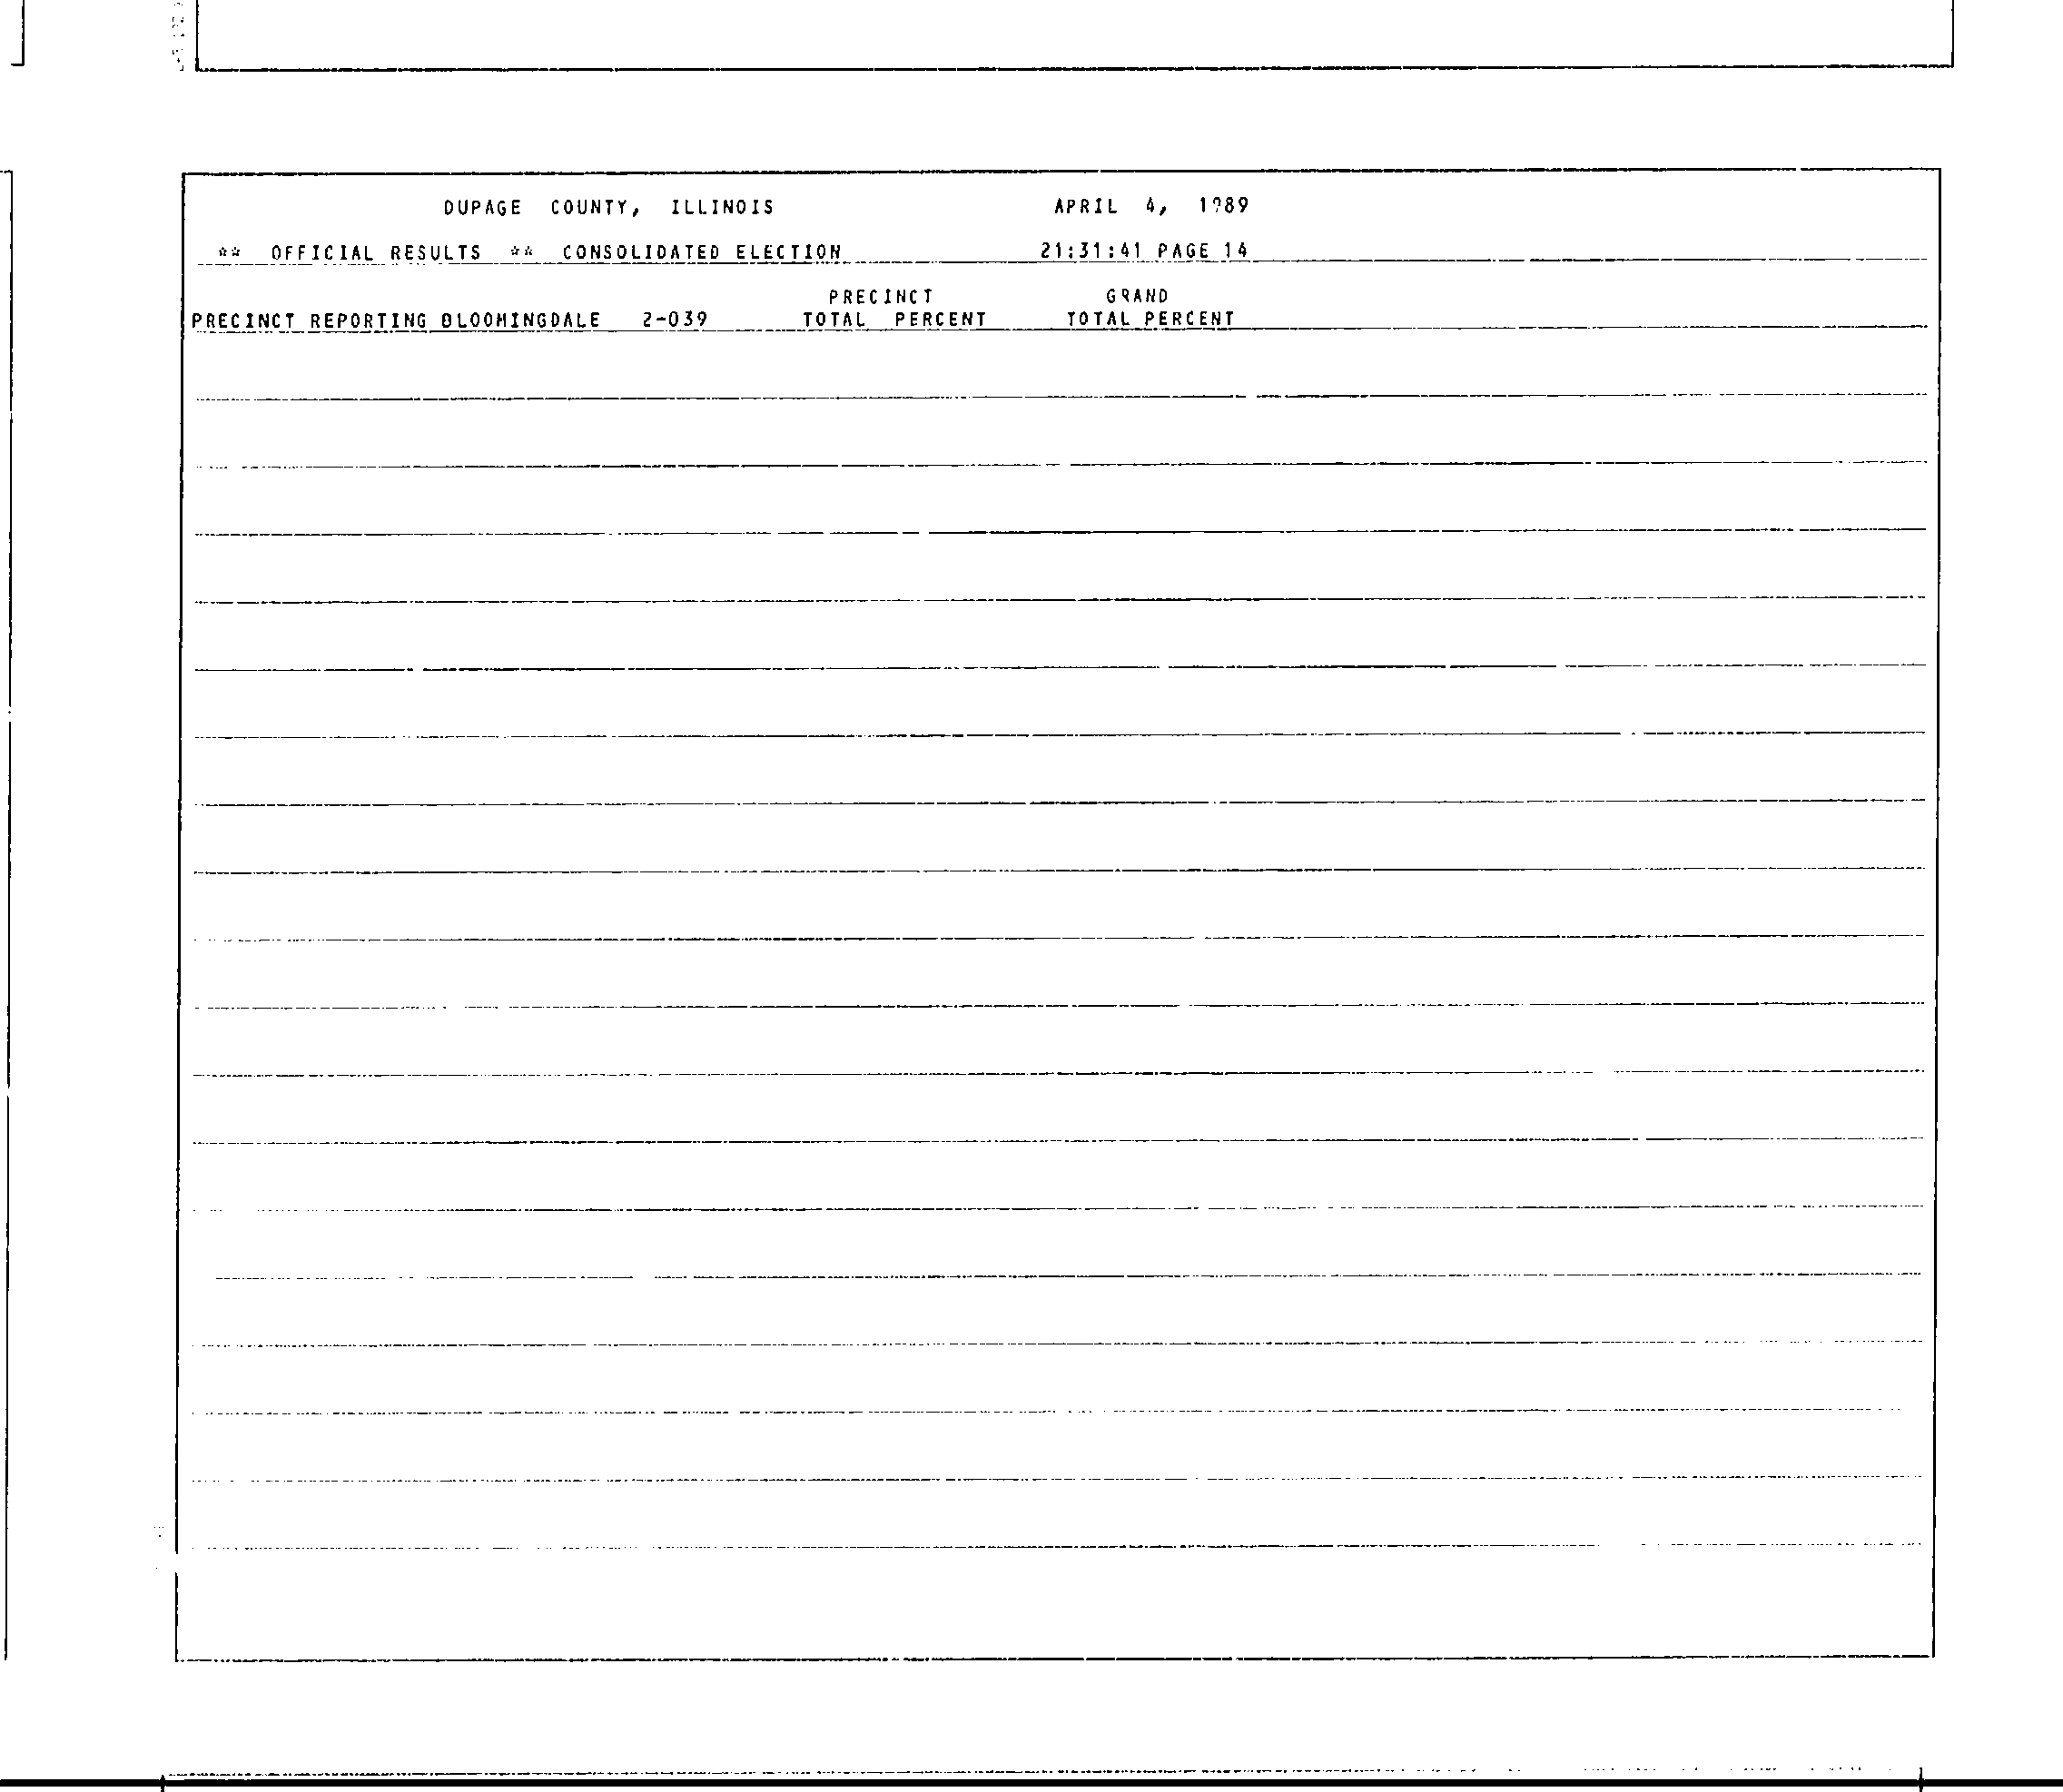 DUPAGE COUNTY, ILLINOIS APRIL 4, 1989
** OFFICIAL RESULTS ** CONSOLIDATED ELECTION 21:31:41 PAGE 14
PRECINCT GRAND
PRECINCT REPORTING BLOOMINGDALE 2-039 TOTAL PERCENT TOTAL PERCENT